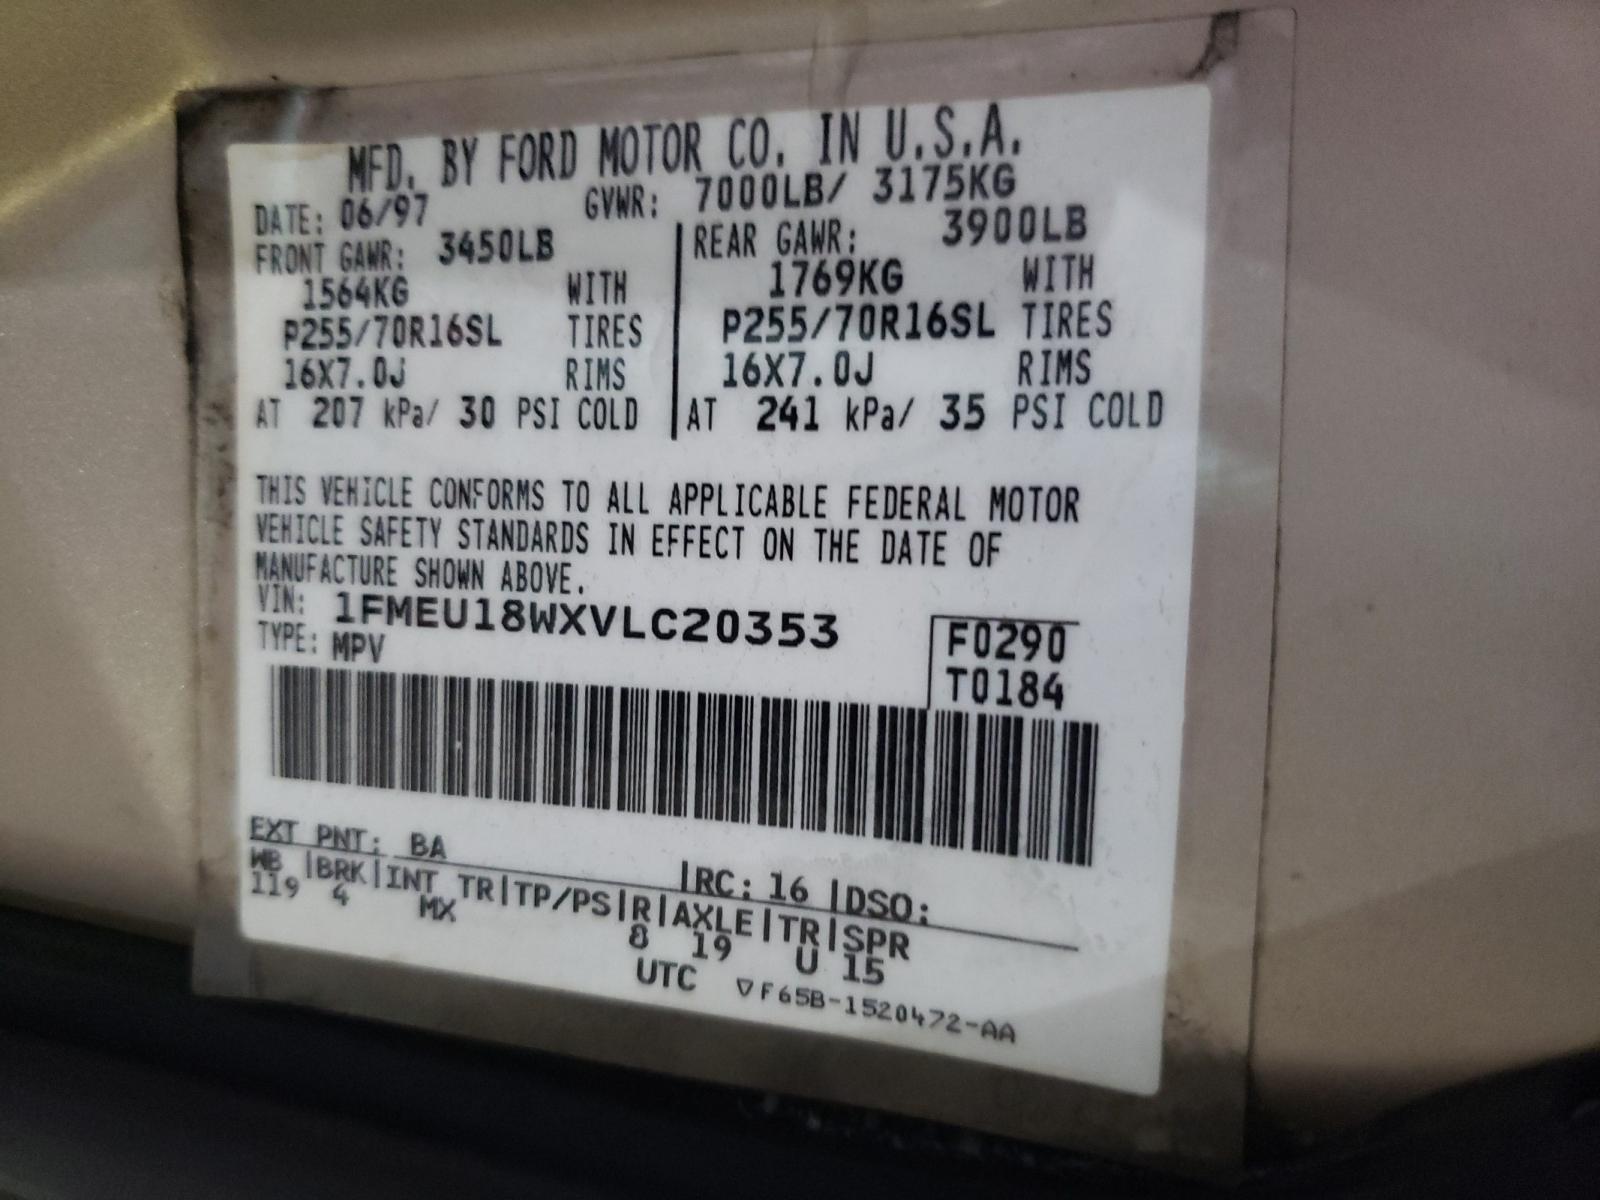 MFD. BY FORD MOTOR CO. IN U.S.A.
DATE: 06/97 GVWR: 7000LB/ 3175KG
FRONT GAWR: 3450LB REAR GAWR: 3900LB
1564KG WITH 1769KG WITH
P255/70R16SL TIRES P255/70R16SL TIRES
16X7.0J RIMS 16X7.0J RIMS
AT 207 kPa/ 30 PSI COLD AT 241 kPa/ 35 PSI COLD
THIS VEHICLE CONFORMS TO ALL APPLICABLE FEDERAL MOTOR
VEHICLE SAFETY STANDARDS IN EFFECT ON THE DATE OF
MANUFACTURE SHOWN ABOVE.
VIN: 1FMEU18WXVLC20353 F0290
TYPE: MPV T0184
EXT PNT: BA RC: 16 DSO:
WB BRK INT TR TP/PS R AXLE TR SPR
119 4 MX 8 19 U 15
UTC ▽F65B-1520472-AA